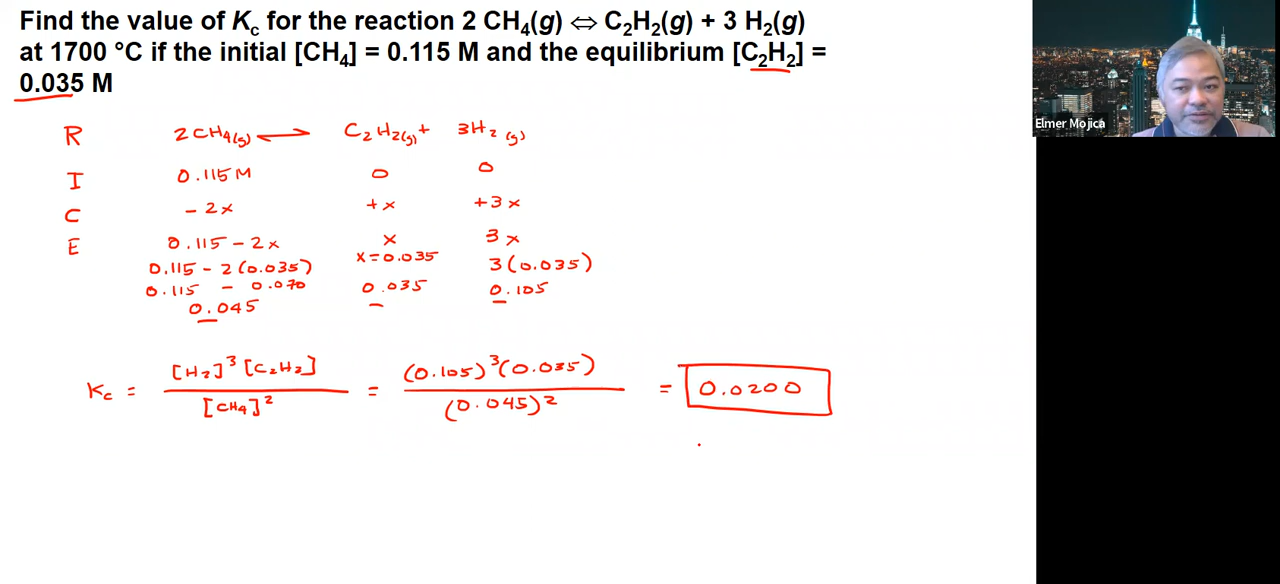 Find the value of Kc for the reaction 2 CH4(g) ⇔ C2H2(g) + 3 H2(g)
at 1700 °C if the initial [CH4] = 0.115 M and the equilibrium [C2H2] =
0.035 M
Elmer Mojica
R 2CH4(g) ⇌ C2H2(g) + 3H2(g)
I 0.115 M 0 0
C - 2x +x +3x
E 0.115 - 2x x 3x
0.115 - 2(0.035) x = 0.035 3(0.035)
0.115 - 0.070 0.035 0.105
0.045
Kc = [H2]³ [C2H2] / [CH4]² = (0.105)³(0.035) / (0.045)² = 0.0200